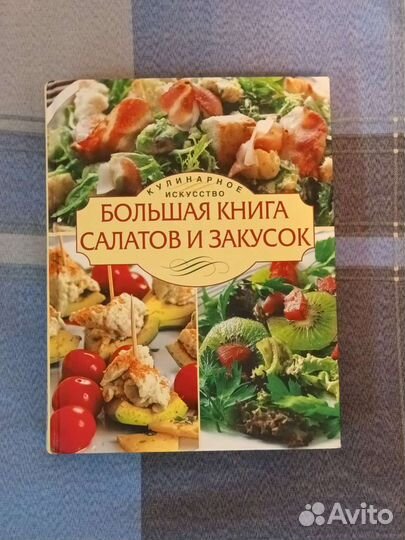 КУЛИНАРНОЕ
ИСКУССТВО
БОЛЬШАЯ КНИГА
САЛАТОВ И ЗАКУСОК
Avito